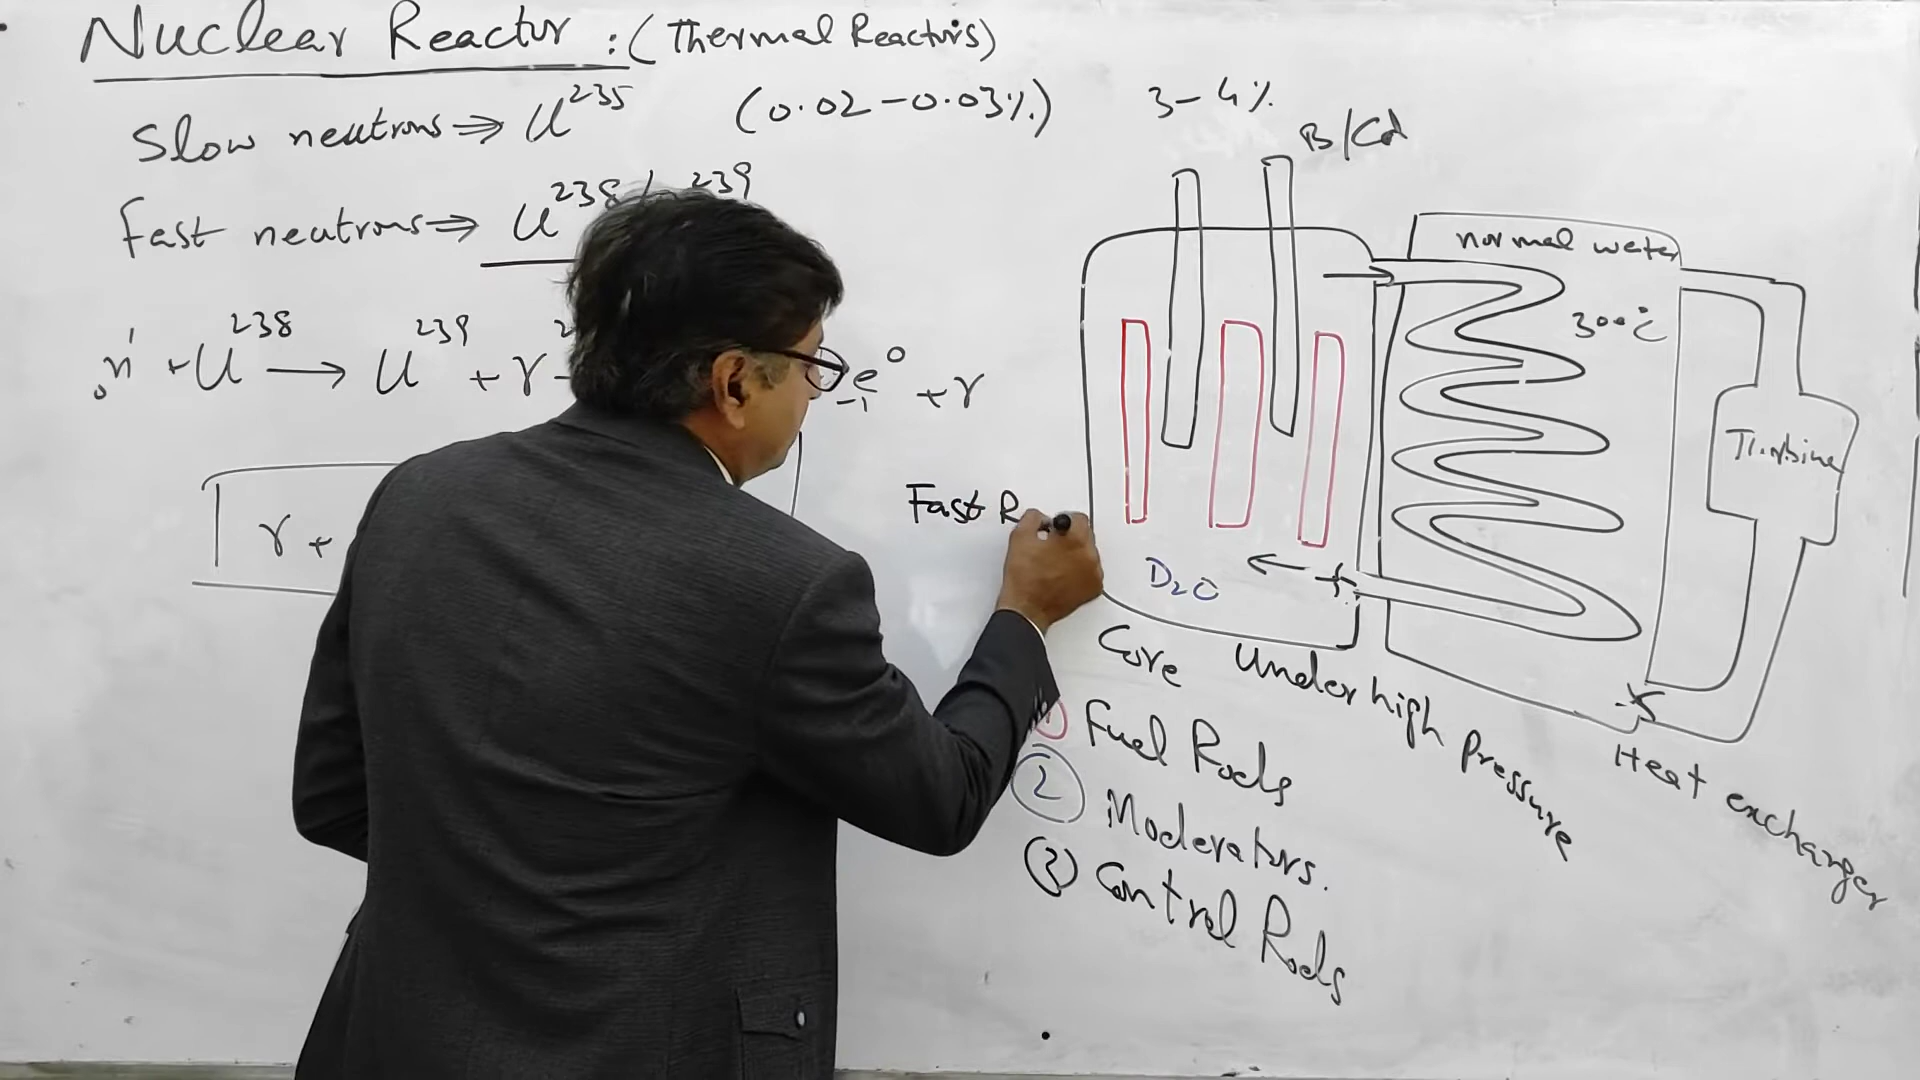 Nuclear Reactor : (Thermal Reactors)
Slow neutrons ⇒ U²³⁵ (0.02-0.03%) 3-4%
B/Cd
Fast neutrons ⇒ U²³⁸/ ²³⁹
₀n¹ + U²³⁸ → U²³⁹ + γ
₋₁e⁰ + γ
γ +
Fast R
normal water
300°C
Turbine
D₂O
Core
Under high pressure
Heat exchanger
① Fuel Rods
② Moderators.
③ Control Rods